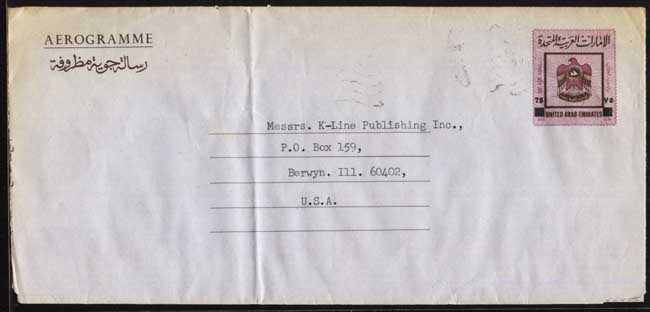 AEROGRAMME
رسالة جوية مظروفة
الامارات العربية المتحدة
75 ٧٥
UNITED ARAB EMIRATES
Messrs. K-Line Publishing Inc.,
P.O. Box 159,
Berwyn. Ill. 60402,
U.S.A.